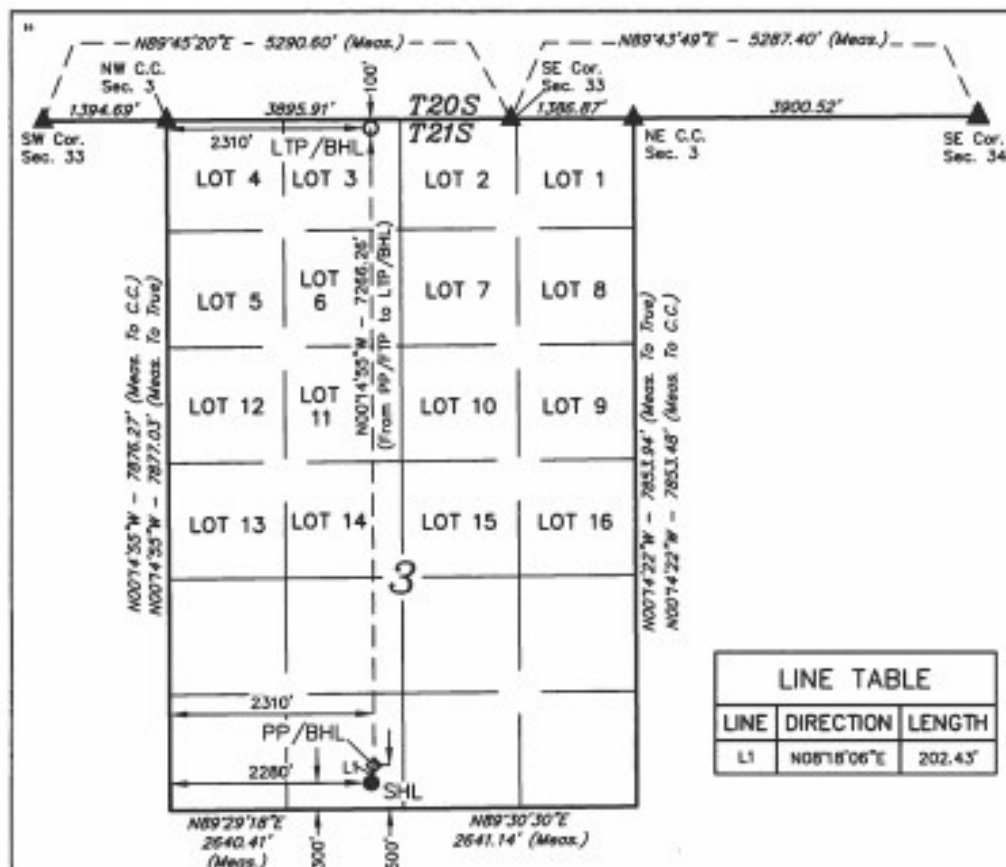 N89°45'20"E - 5290.60' (Meas.)
N89°43'49"E - 5287.40' (Meas.)
NW C.C.
Sec. 3
100'
SE Cor.
Sec. 33
1394.69'
3895.91'
T20S
1386.87'
3900.52'
T21S
SW Cor.
Sec. 33
2310'
LTP/BHL
NE C.C.
Sec. 3
SE Cor.
Sec. 34
LOT 4
LOT 3
LOT 2
LOT 1
LOT 5
LOT
6
LOT 7
LOT 8
N00°14'55"W - 7266.26'
(From PP/FTP to LTP/BHL)
N00°14'55"W - 7876.27' (Meas. To C.C.)
N00°14'55"W - 7877.03' (Meas. To True)
N00°14'22"W - 7853.94' (Meas. To True)
N00°14'22"W - 7853.48' (Meas. To C.C.)
LOT 12
LOT
11
LOT 10
LOT 9
LOT 13
LOT 14
LOT 15
LOT 16
3
2310'
PP/BHL
L1
2280'
SHL
N89°29'18"E
2640.41'
(Meas.)
N89°30'30"E
2641.14' (Meas.)
LINE TABLE
LINE DIRECTION LENGTH
L1 N08°18'06"E 202.43'